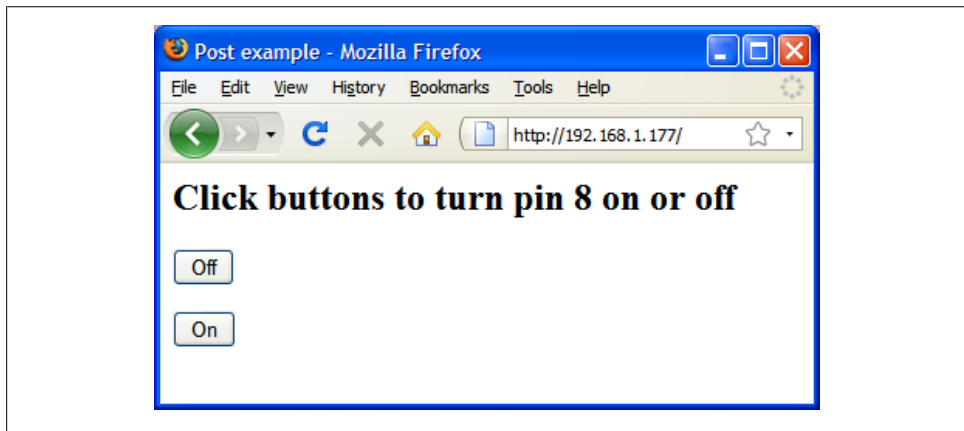 Post example - Mozilla Firefox
File Edit View History Bookmarks Tools Help
http://192.168.1.177/
Click buttons to turn pin 8 on or off
Off
On